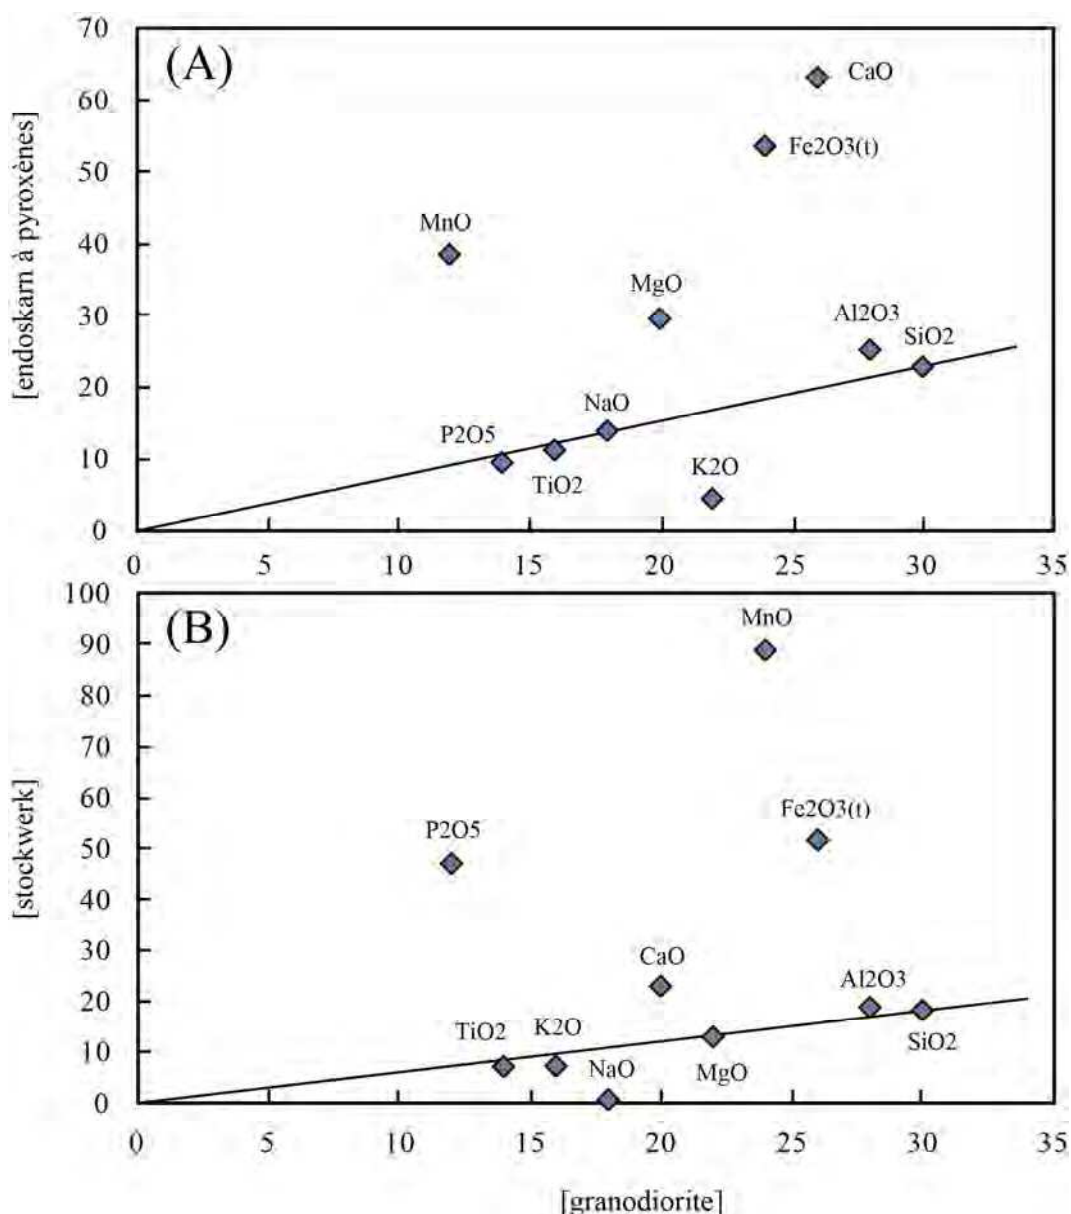 70
(A)
CaO
60
Fe2O3(t)
50
MnO
40
MgO
30
Al2O3
SiO2
20
NaO
P2O5
10
TiO2
K2O
0
[endoskarn à pyroxènes]
0 5 10 15 20 25 30 35
100
(B)
MnO
90
80
70
60
Fe2O3(t)
P2O5
50
40
30
CaO
Al2O3
20
TiO2 K2O
SiO2
10
NaO
MgO
0
[stockwerk]
0 5 10 15 20 25 30 35
[granodiorite]